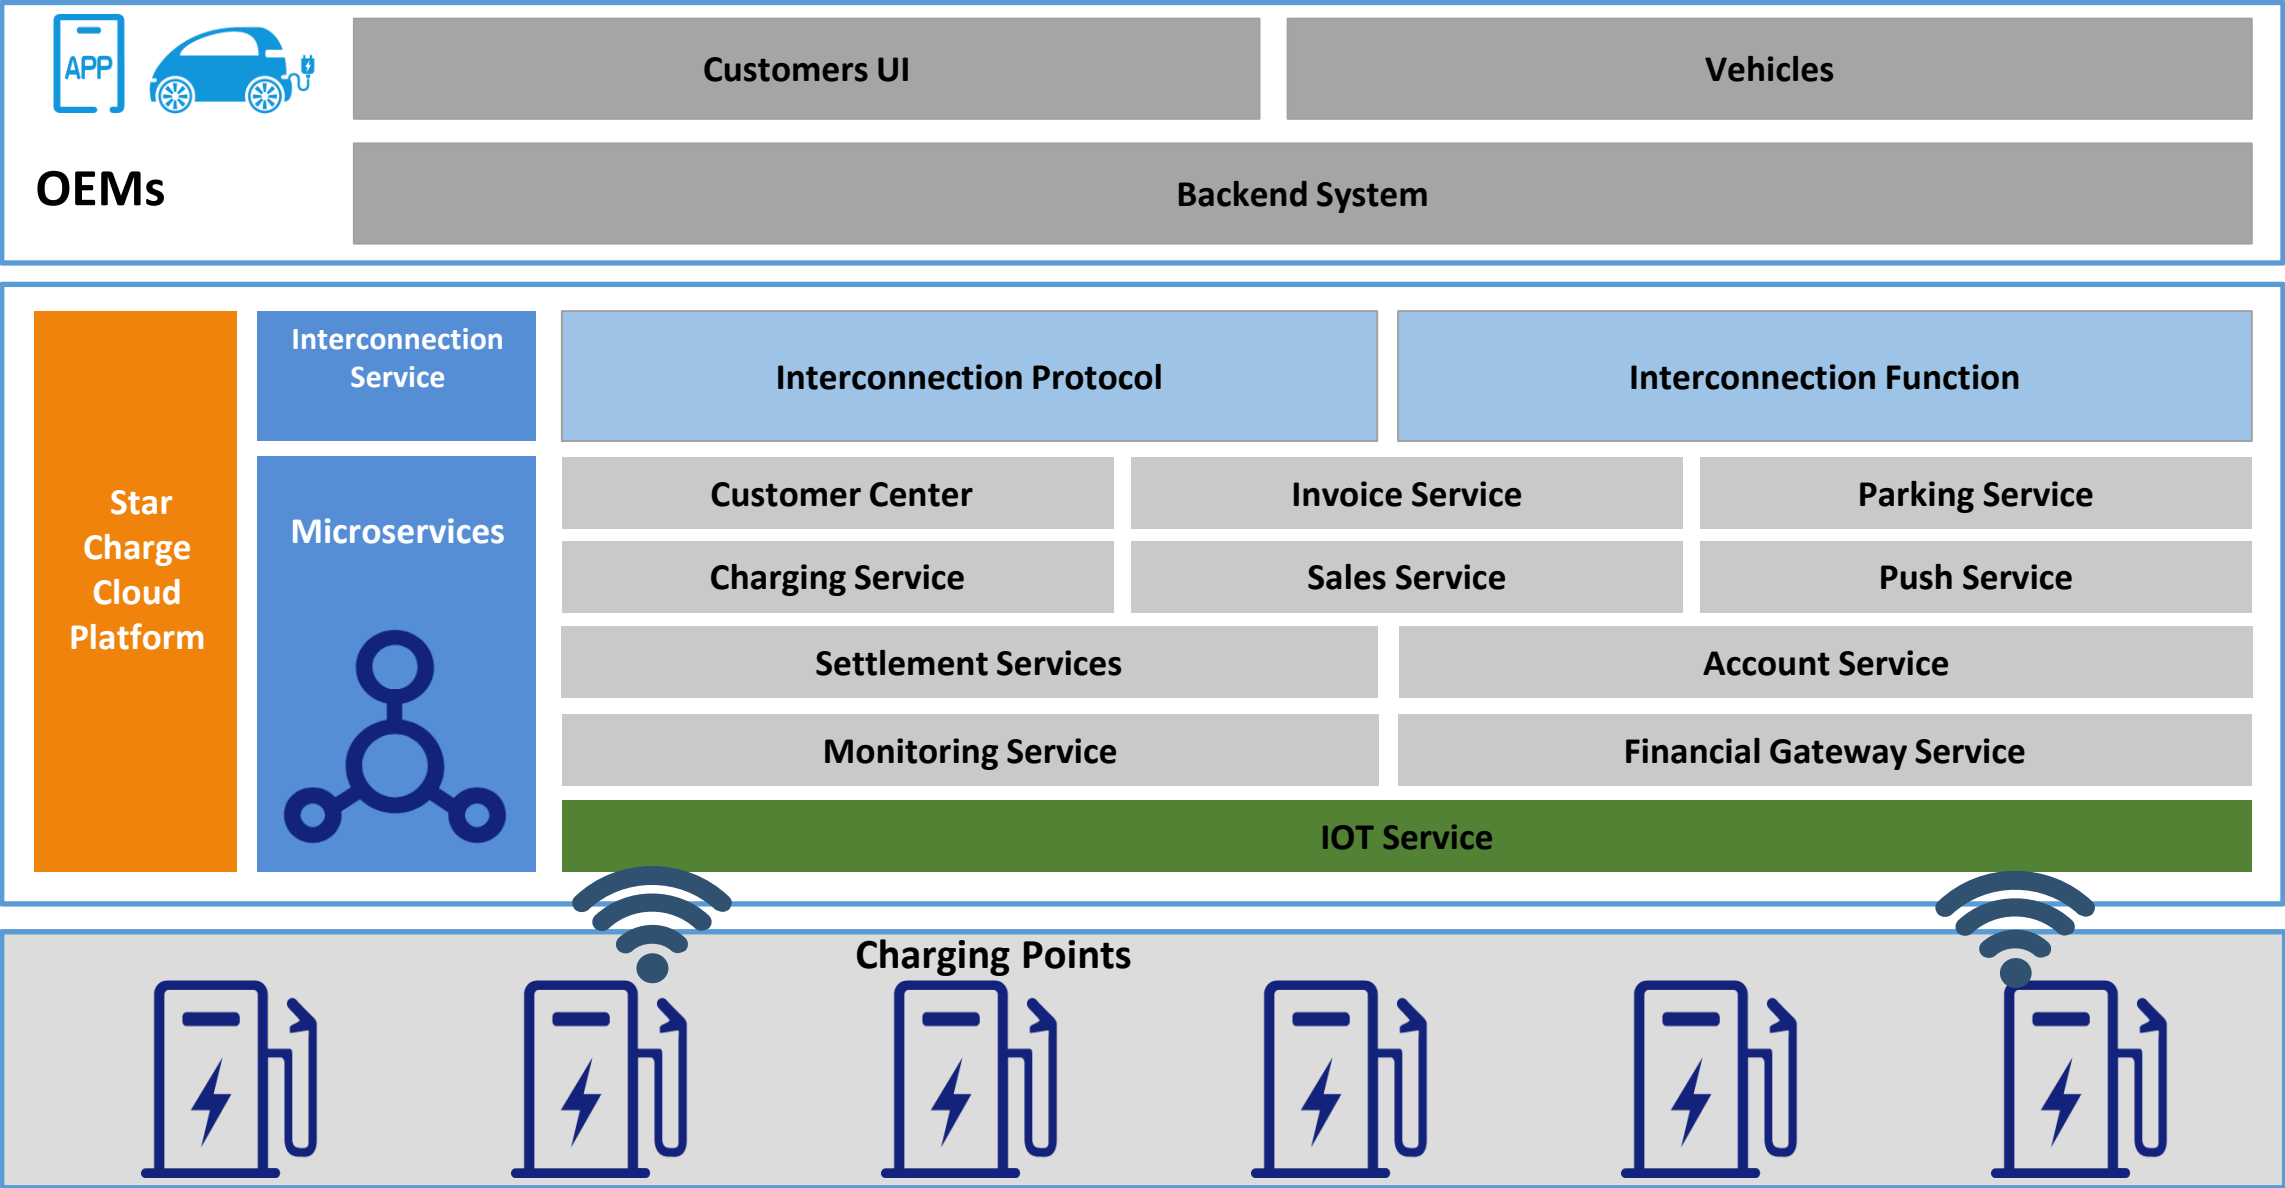 APP
Customers UI
Vehicles
OEMs
Backend System
Interconnection
Service
Interconnection Protocol
Interconnection Function
Star
Charge
Cloud
Platform
Microservices
Customer Center
Invoice Service
Parking Service
Charging Service
Sales Service
Push Service
Settlement Services
Account Service
Monitoring Service
Financial Gateway Service
IOT Service
Charging Points